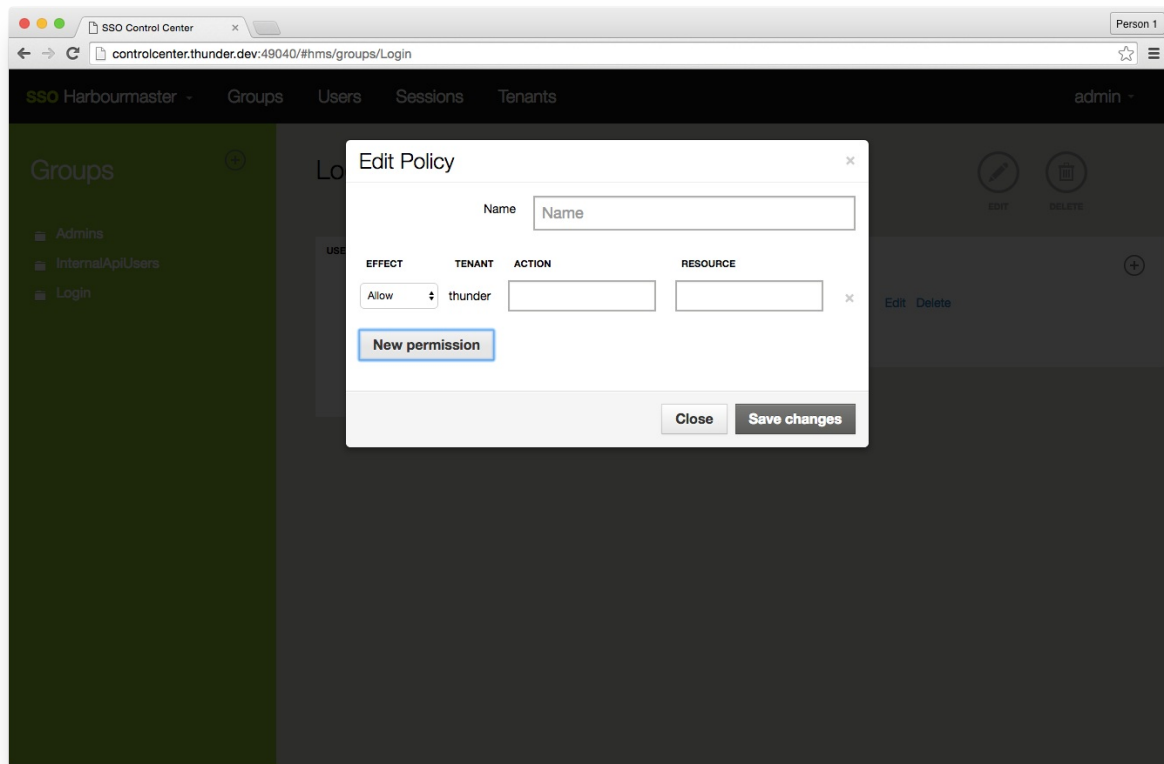 SSO Control Center
Person 1
controlcenter.thunder.dev:49040/#hms/groups/Login
sso Harbourmaster Groups Users Sessions Tenants admin
Groups
Lo
Edit Policy
EDIT DELETE
Name Name
Admins
InternalApiUsers
Login
USE
EFFECT TENANT ACTION RESOURCE
Allow thunder
Edit Delete
New permission
Close Save changes